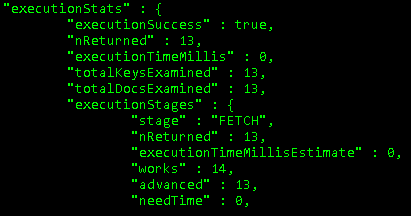 "executionStats" : {
"executionSuccess" : true,
"nReturned" : 13,
"executionTimeMillis" : 0,
"totalKeysExamined" : 13,
"totalDocsExamined" : 13,
"executionStages" : {
"stage" : "FETCH",
"nReturned" : 13,
"executionTimeMillisEstimate" : 0,
"works" : 14,
"advanced" : 13,
"needTime" : 0,